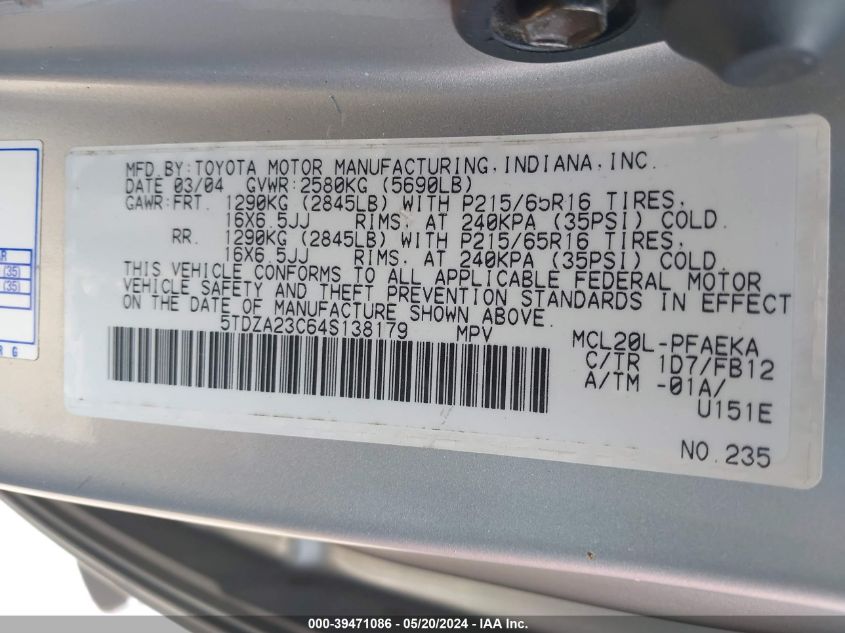 MFD.BY:TOYOTA MOTOR MANUFACTURING,INDIANA,INC.
DATE 03/04 GVWR:2580KG (5690LB)
GAWR:FRT. 1290KG (2845LB) WITH P215/65R16 TIRES,
16X6.5JJ RIMS. AT 240KPA (35PSI) COLD.
RR. 1290KG (2845LB) WITH P215/65R16 TIRES,
16X6.5JJ RIMS. AT 240KPA (35PSI) COLD.
THIS VEHICLE CONFORMS TO ALL APPLICABLE FEDERAL MOTOR
VEHICLE SAFETY AND THEFT PREVENTION STANDARDS IN EFFECT
ON THE DATE OF MANUFACTURE SHOWN ABOVE.
5TDZA23C64S138179 MPV
MCL20L-PFAEKA
C/TR 1D7/FB12
A/TM -01A/
U151E
NO.235
R
(35)
(35)
R G
000-39471086 - 05/20/2024 - IAA Inc.